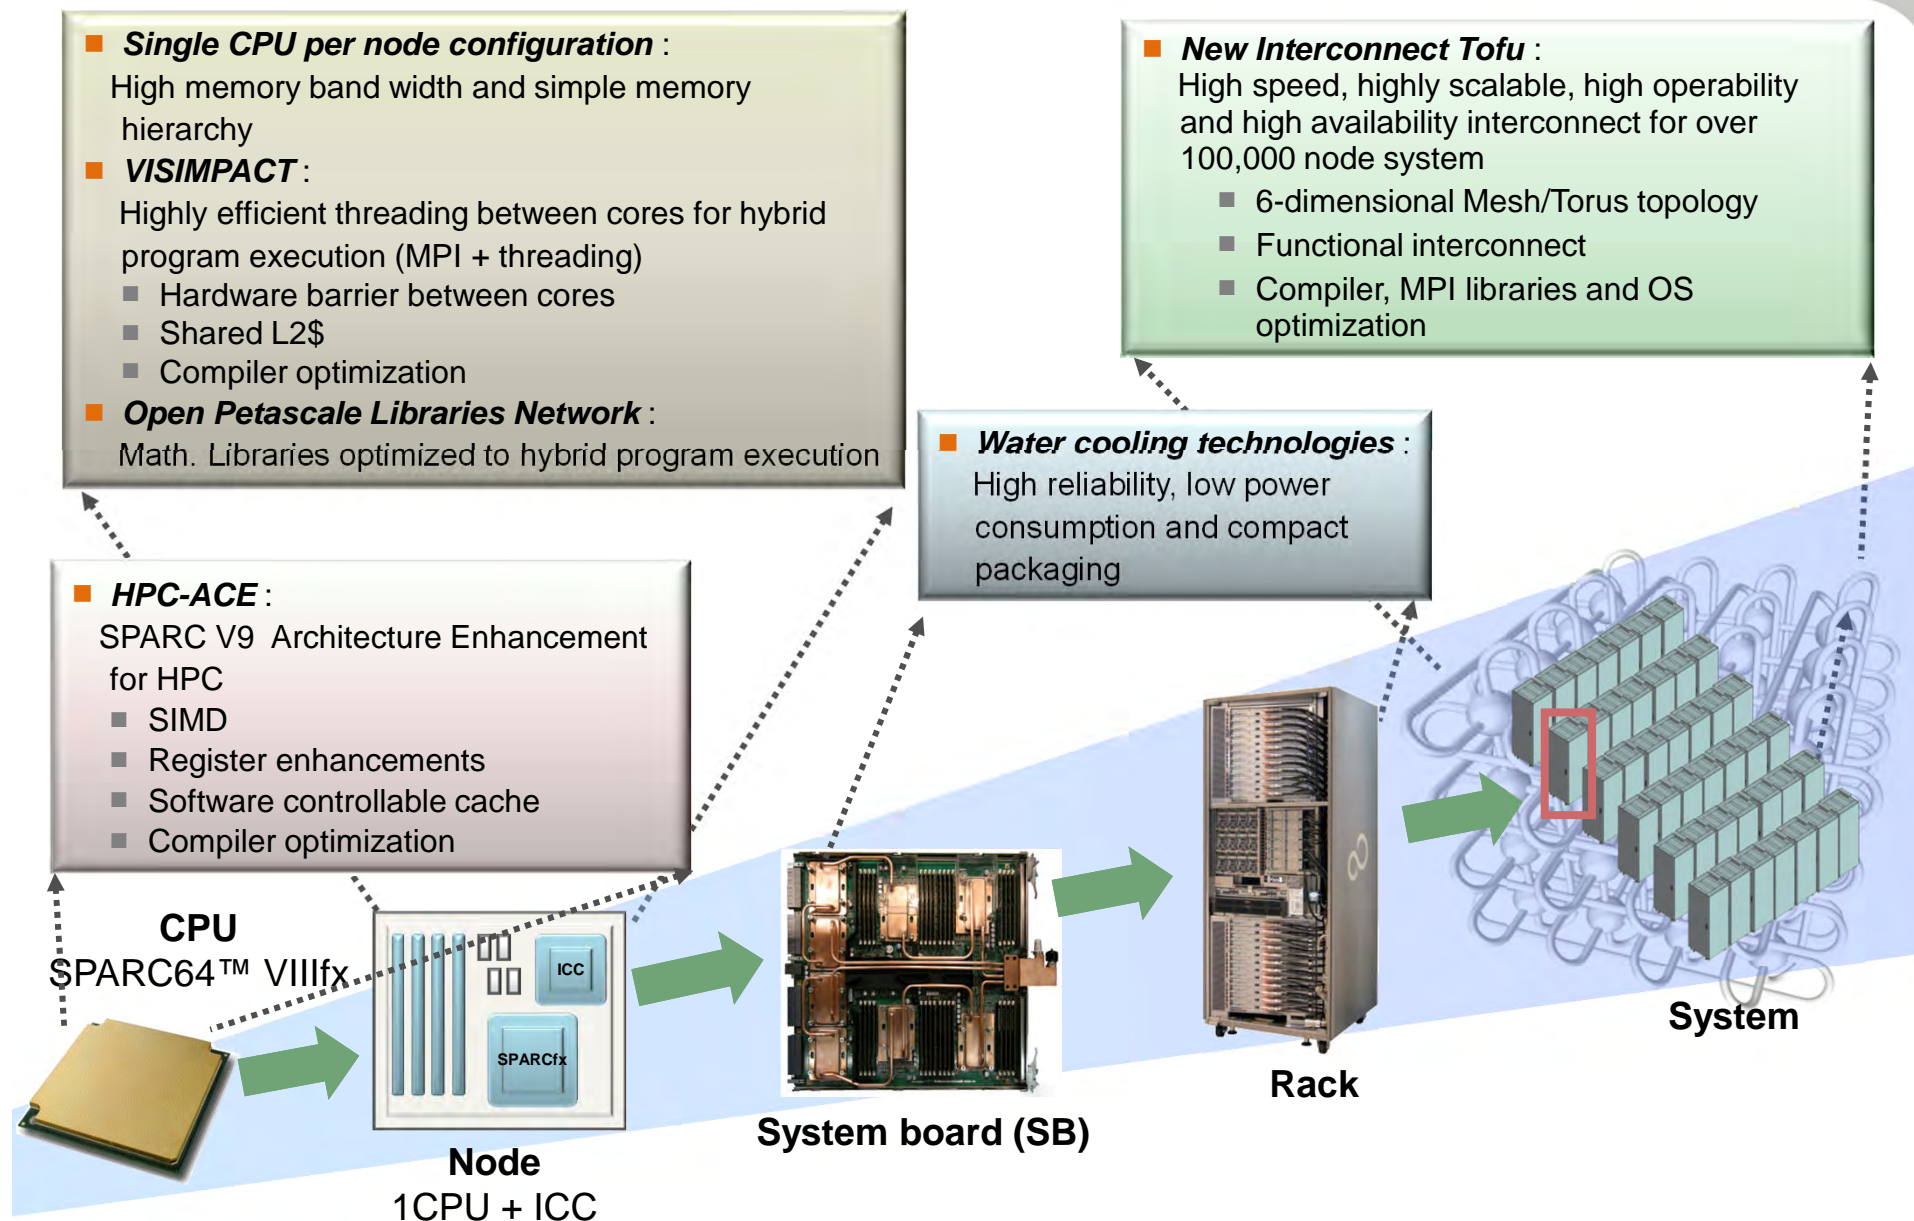 Single CPU per node configuration :
High memory band width and simple memory
hierarchy
VISIMPACT :
Highly efficient threading between cores for hybrid
program execution (MPI + threading)
Hardware barrier between cores
Shared L2$
Compiler optimization
Open Petascale Libraries Network :
Math. Libraries optimized to hybrid program execution
New Interconnect Tofu :
High speed, highly scalable, high operability
and high availability interconnect for over
100,000 node system
6-dimensional Mesh/Torus topology
Functional interconnect
Compiler, MPI libraries and OS
optimization
Water cooling technologies :
High reliability, low power
consumption and compact
packaging
HPC-ACE :
SPARC V9 Architecture Enhancement
for HPC
SIMD
Register enhancements
Software controllable cache
Compiler optimization
CPU
SPARC64™ VIIIfx
ICC
SPARCfx
Node
1CPU + ICC
System board (SB)
Rack
System